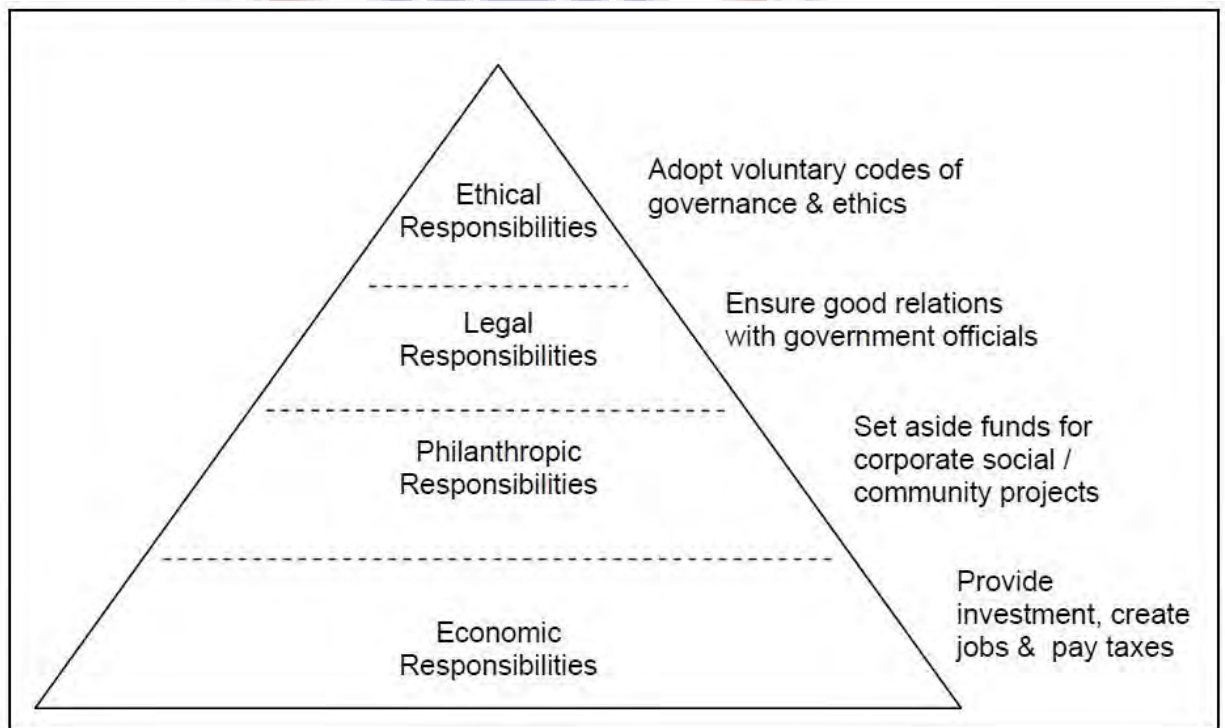 Ethical
Responsibilities
Adopt voluntary codes of
governance & ethics
Legal
Responsibilities
Ensure good relations
with government officials
Philanthropic
Responsibilities
Set aside funds for
corporate social /
community projects
Economic
Responsibilities
Provide
investment, create
jobs & pay taxes